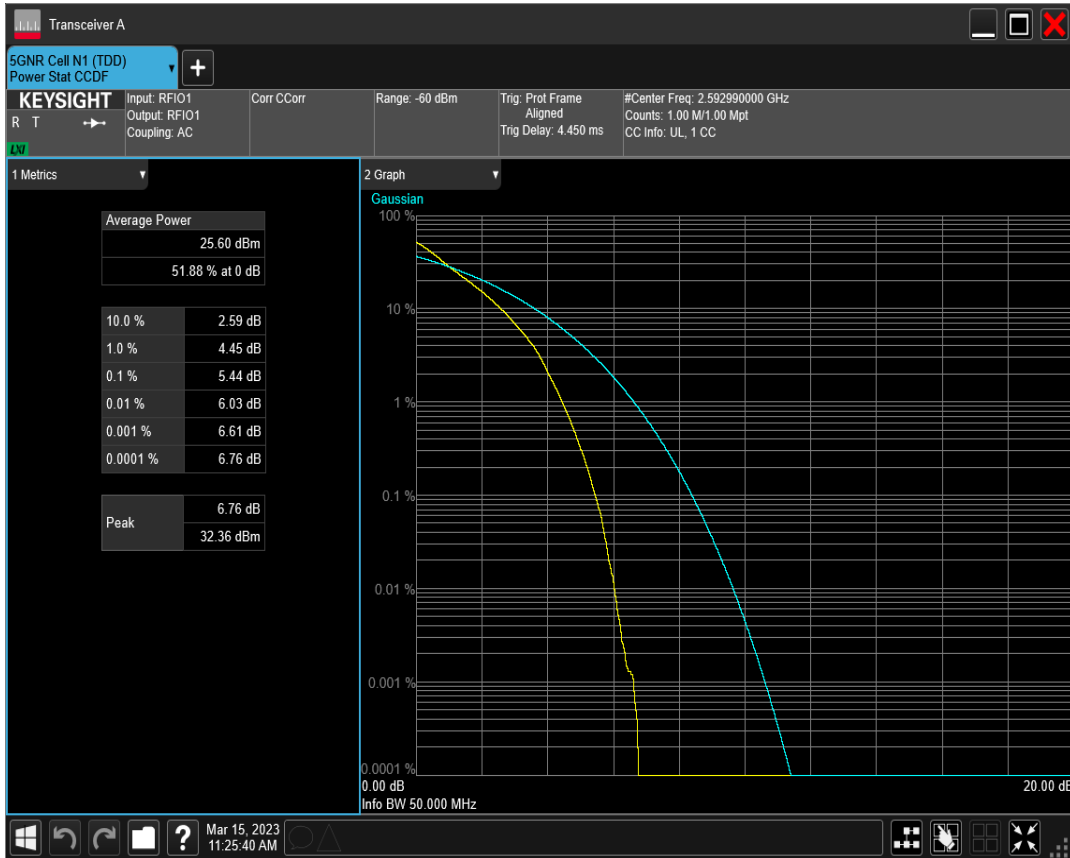 Transceiver A
5GNR Cell N1 (TDD)
Power Stat CCDF
+
KEYSIGHT
R T
LXI
Input: RFIO1
Output: RFIO1
Coupling: AC
Corr CCorr
Range: -60 dBm
Trig: Prot Frame
Aligned
Trig Delay: 4.450 ms
#Center Freq: 2.592990000 GHz
Counts: 1.00 M/1.00 Mpt
CC Info: UL, 1 CC
1 Metrics
Average Power
25.60 dBm
51.88 % at 0 dB
10.0 % 2.59 dB
1.0 % 4.45 dB
0.1 % 5.44 dB
0.01 % 6.03 dB
0.001 % 6.61 dB
0.0001 % 6.76 dB
Peak
6.76 dB
32.36 dBm
2 Graph
Gaussian
100 %
10 %
1 %
0.1 %
0.01 %
0.001 %
0.0001 %
0.00 dB 20.00 dB
Info BW 50.000 MHz
?
Mar 15, 2023
11:25:40 AM